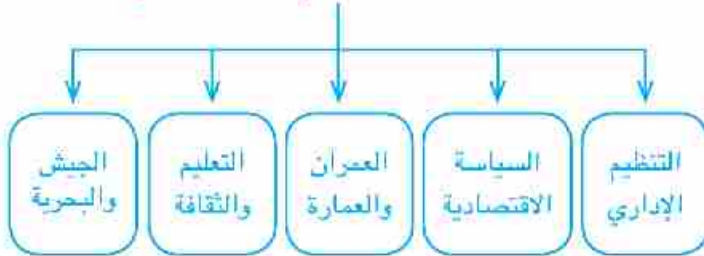 التنظيم
الإداري
السياسة
الاقتصادية
العمران
والعمارة
التعليم
والثقافة
الجيش
والبحرية